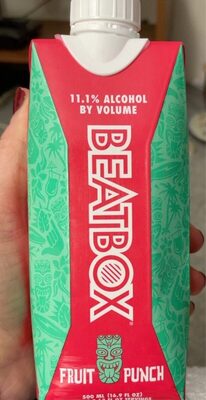 11.1% ALCOHOL
BY VOLUME
BEATBOX
FRUIT PUNCH
500 ML (16.9 FL OZ)